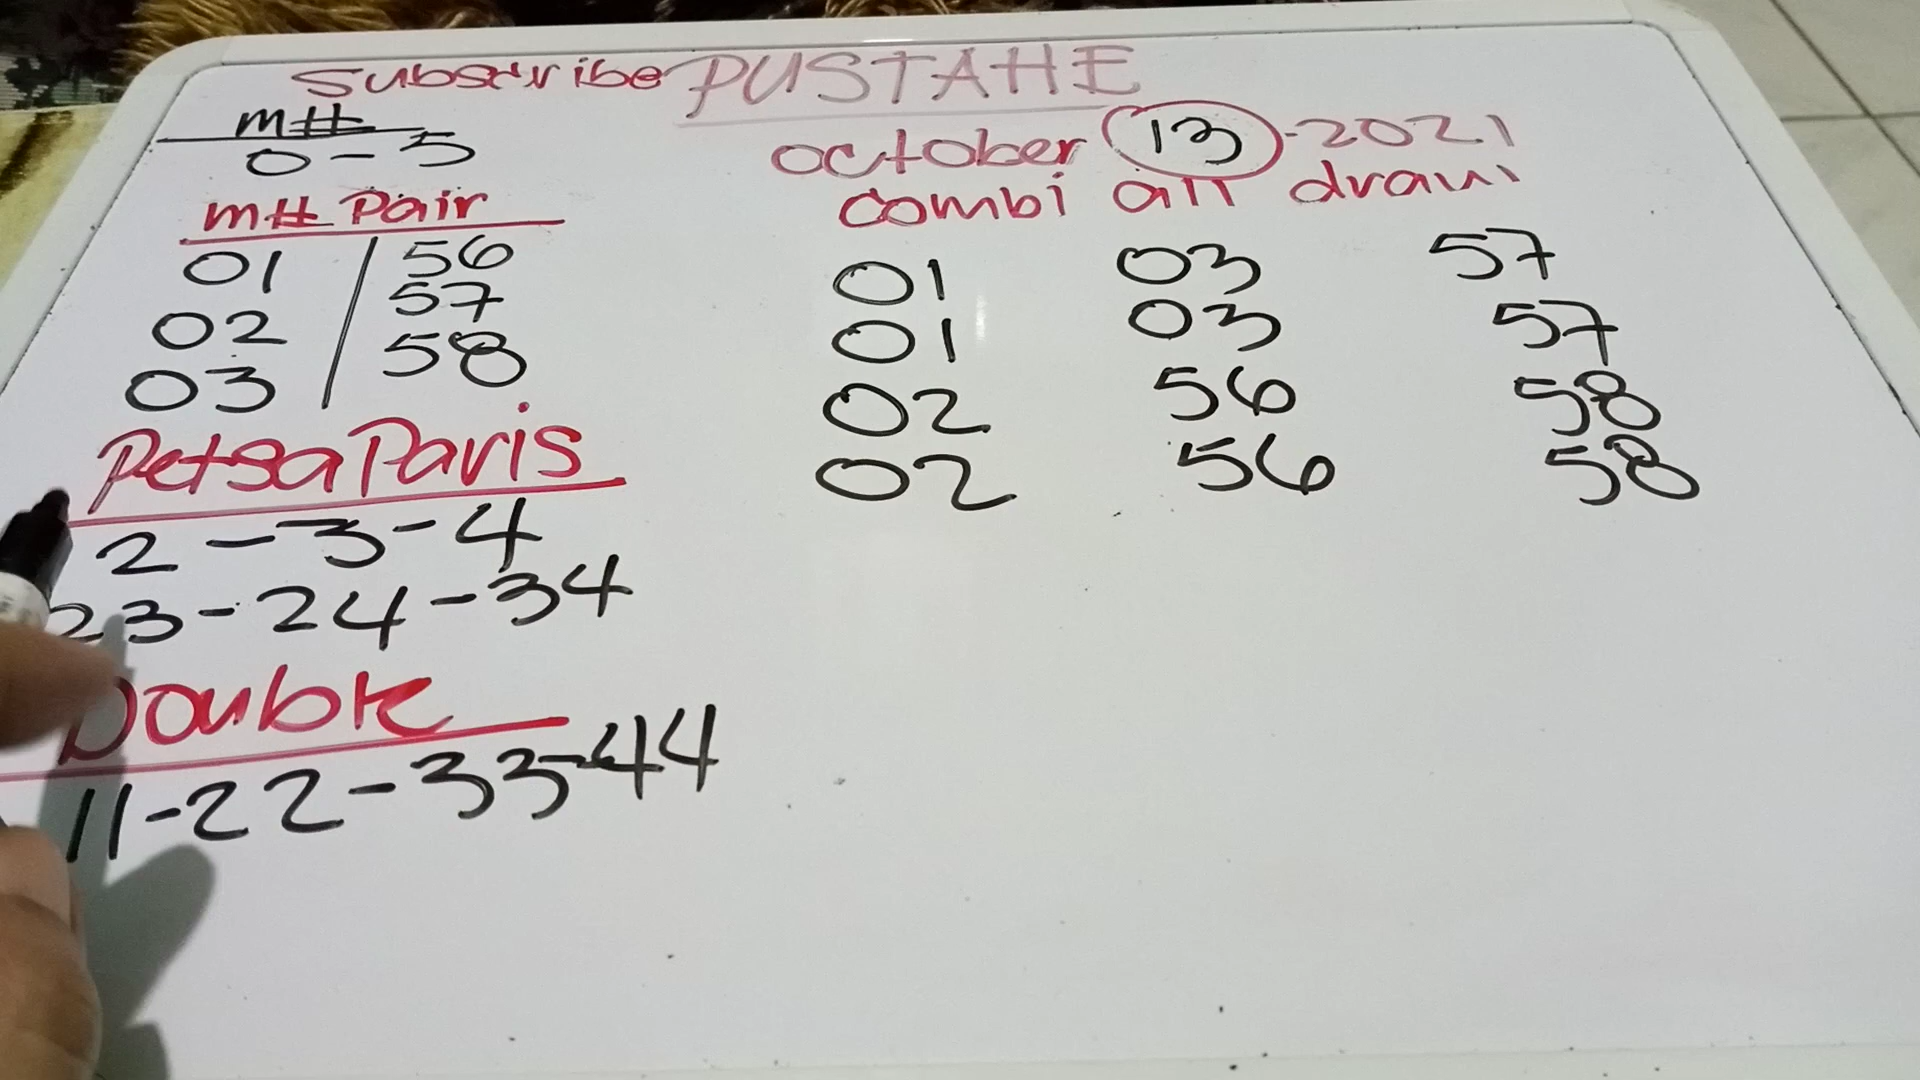 Subscribe PUSTAHE
m#
0-5
m# Pair
01 | 56
02 | 57
03 | 58
Petsa Paris
2-3-4
23-24-34
Double
11-22-33-44
october 13-2021
combi all draw
01 03 57
01 03 57
02 56 58
02 56 58